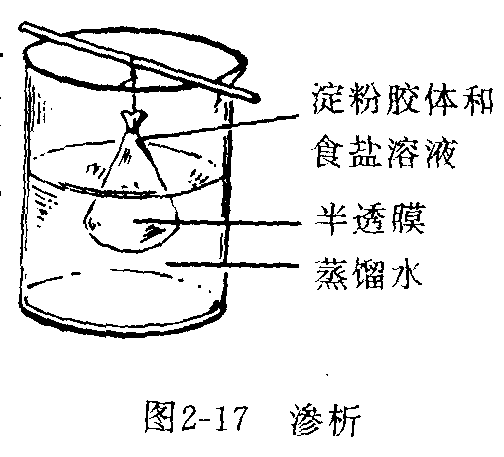 淀粉胶体和
食盐溶液
半透膜
蒸馏水
图2-17 渗析